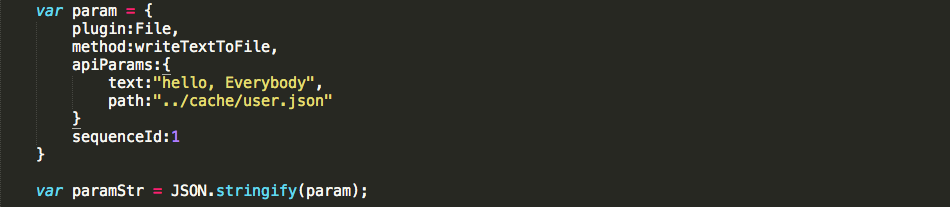 var param = {
    plugin:File,
    method:writeTextToFile,
    apiParams:{
        text:"hello, Everybody",
        path:"../cache/user.json"
    }
    sequenceId:1
}
var paramStr = JSON.stringify(param);